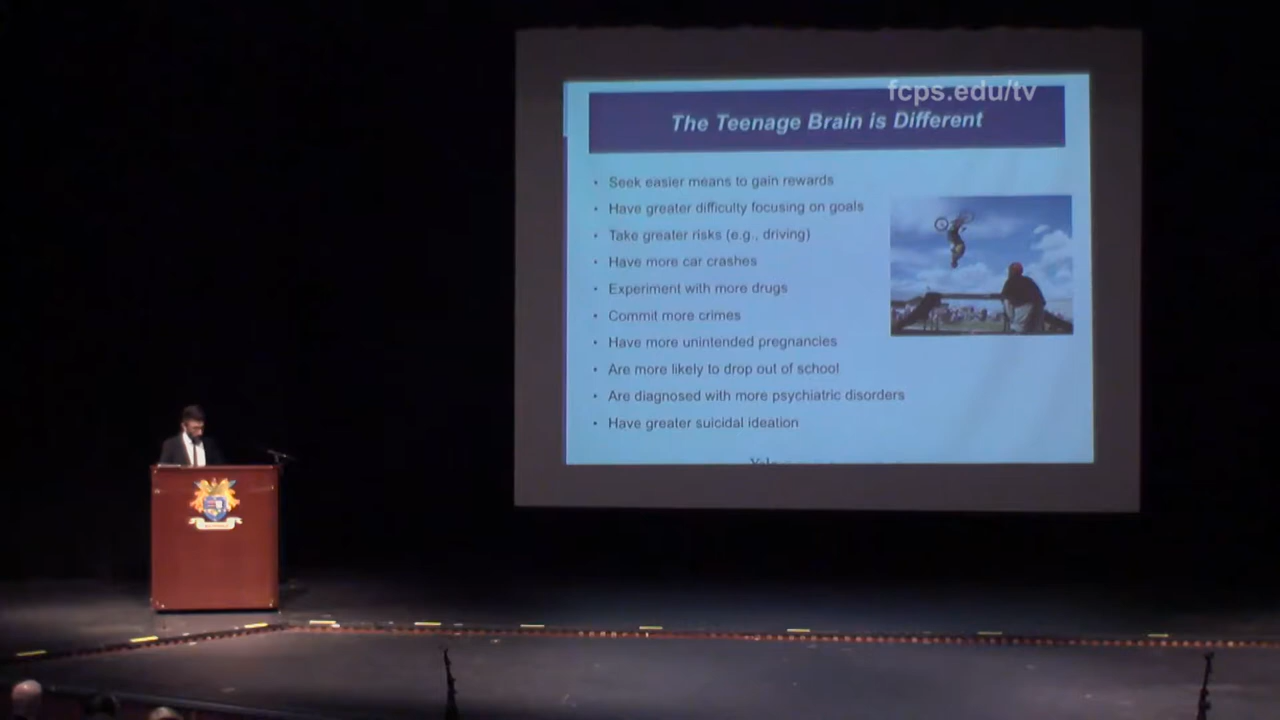 fcps.edu/tv
The Teenage Brain is Different
• Seek easier means to gain rewards
• Have greater difficulty focusing on goals
• Take greater risks (e.g., driving)
• Have more car crashes
• Experiment with more drugs
• Commit more crimes
• Have more unintended pregnancies
• Are more likely to drop out of school
• Are diagnosed with more psychiatric disorders
• Have greater suicidal ideation